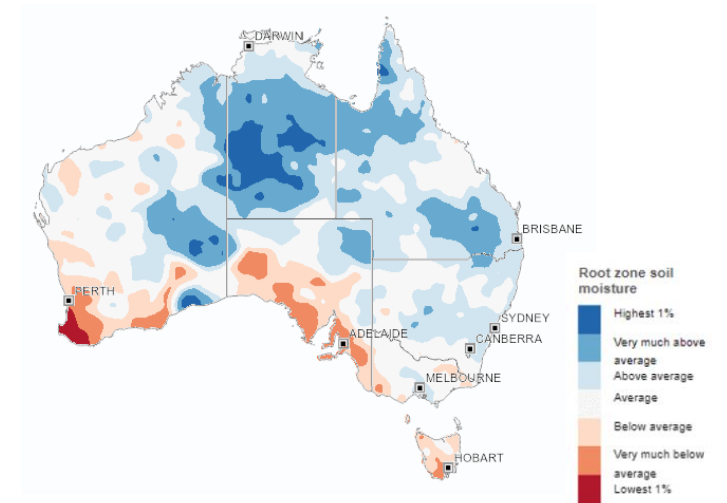 DARWIN
BRISBANE
Root zone soil
moisture
PERTH
Highest 1%
SYDNEY
ADELAIDE
CANBERRA
Very much above
average
Above average
MELBOURNE
Average
Below average
HOBART
Very much below
average
Lowest 1%